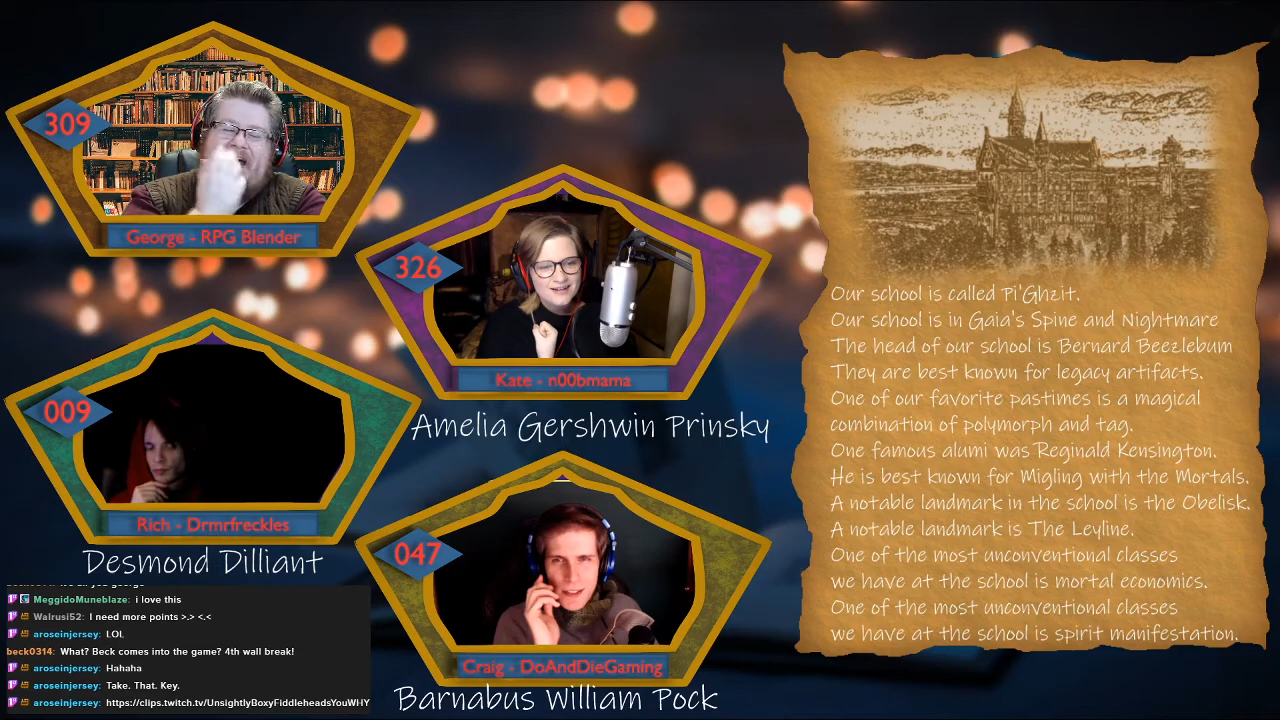 309
George - RPG Blender
326
Kate - n00bmama
Amelia Gershwin Prinsky
009
Rich - Drmrfreckles
Desmond Dilliant
047
Craig - DoAndDieGaming
Barnabus William Pock
MeggidoMuneblaze: i love this
Walrusi52: I need more points >.> <.<
aroseinjersey: LOL
beck0314: What? Beck comes into the game? 4th wall break!
aroseinjersey: Hahaha
aroseinjersey: Take. That. Key.
aroseinjersey: https://clips.twitch.tv/UnsightlyBoxyFiddleheadsYouWHY
Our school is called Pi'Ghzit.
Our school is in Gaia's Spine and Nightmare
The head of our school is Bernard Beezlebum
They are best known for legacy artifacts.
One of our favorite pastimes is a magical
combination of polymorph and tag.
One famous alumi was Reginald Kensington.
He is best known for Migling with the Mortals.
A notable landmark in the school is the Obelisk.
A notable landmark is The Leyline.
One of the most unconventional classes
we have at the school is mortal economics.
One of the most unconventional classes
we have at the school is spirit manifestation.